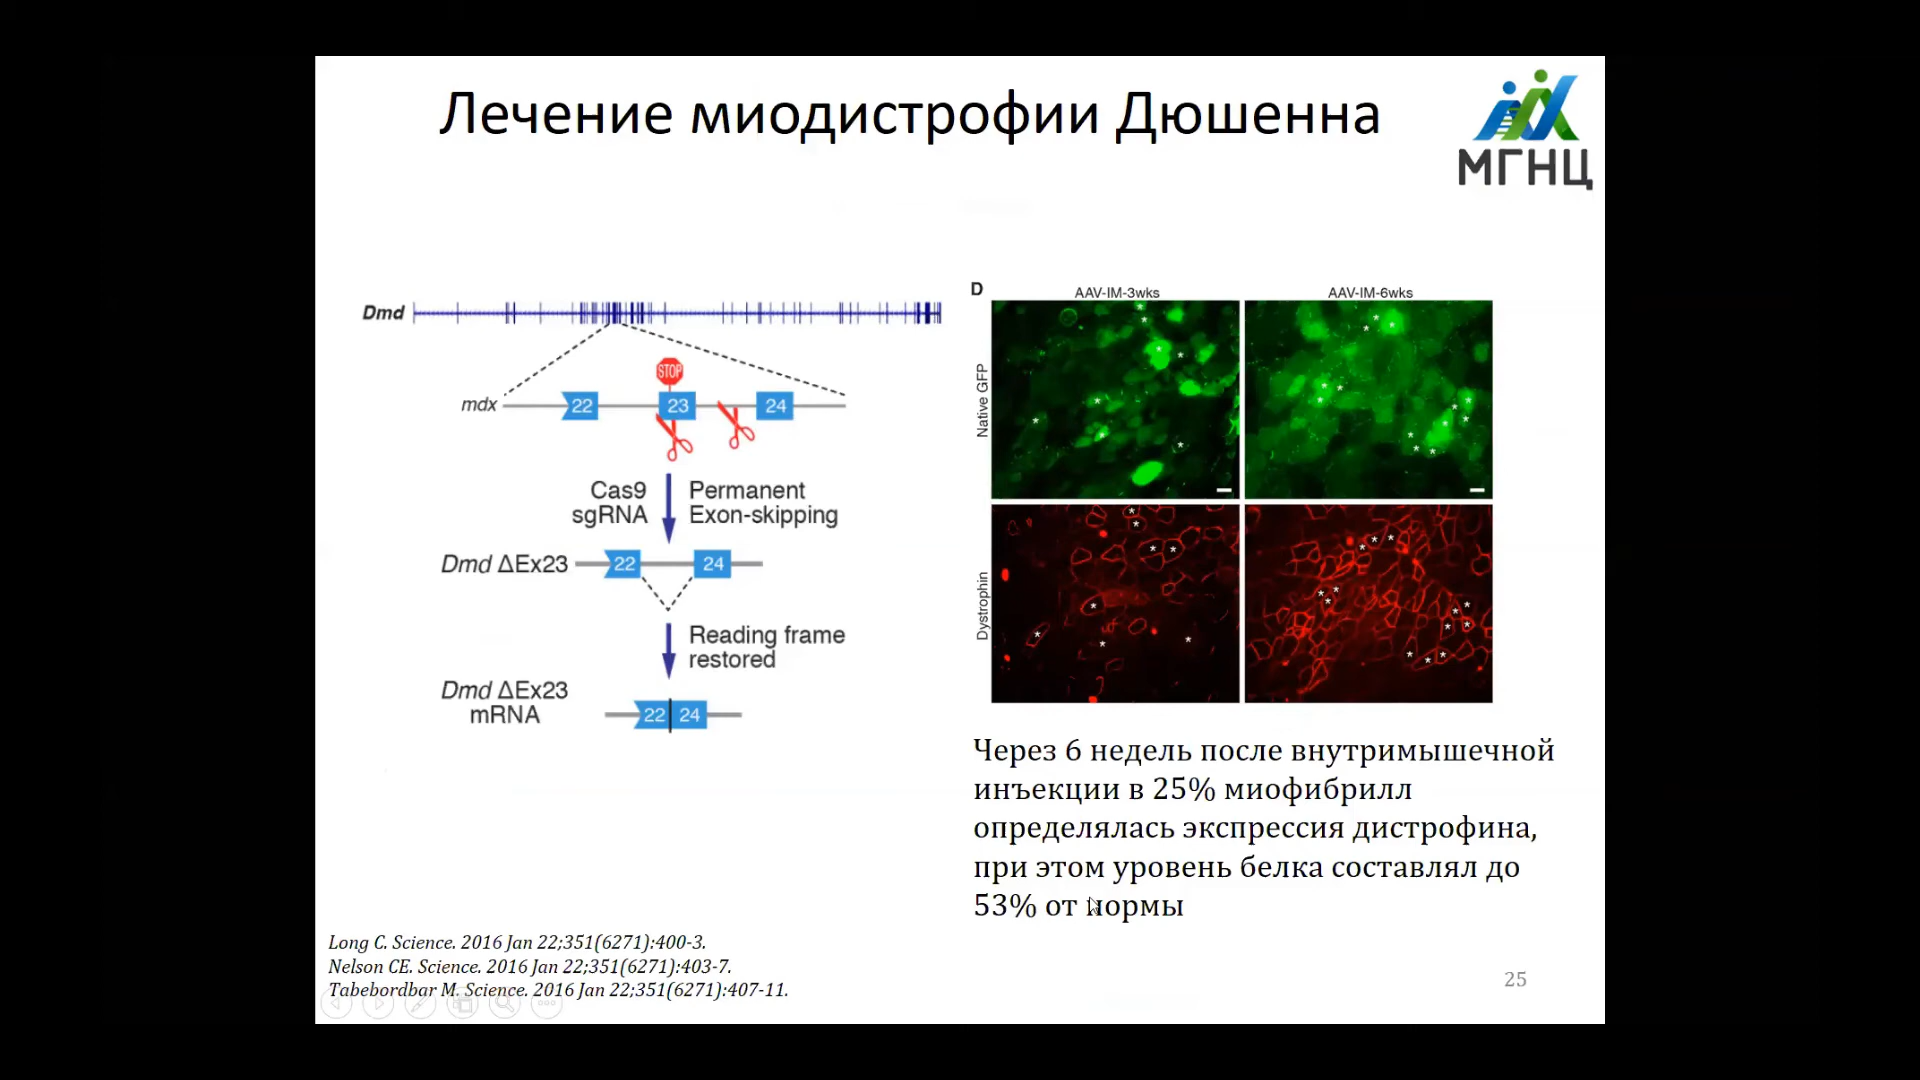 Лечение миодистрофии Дюшенна
МГНЦ
Dmd
STOP
mdx
22
23
24
Cas9
sgRNA
Permanent
Exon-skipping
Dmd ΔEx23
22
24
Reading frame
restored
Dmd ΔEx23
mRNA
22
24
D
AAV-IM-3wks
AAV-IM-6wks
Native GFP
Dystrophin
Через 6 недель после внутримышечной
инъекции в 25% миофибрилл
определялась экспрессия дистрофина,
при этом уровень белка составлял до
53% от нормы
Long C. Science. 2016 Jan 22;351(6271):400-3.
Nelson CE. Science. 2016 Jan 22;351(6271):403-7.
Tabebordbar M. Science. 2016 Jan 22;351(6271):407-11.
25